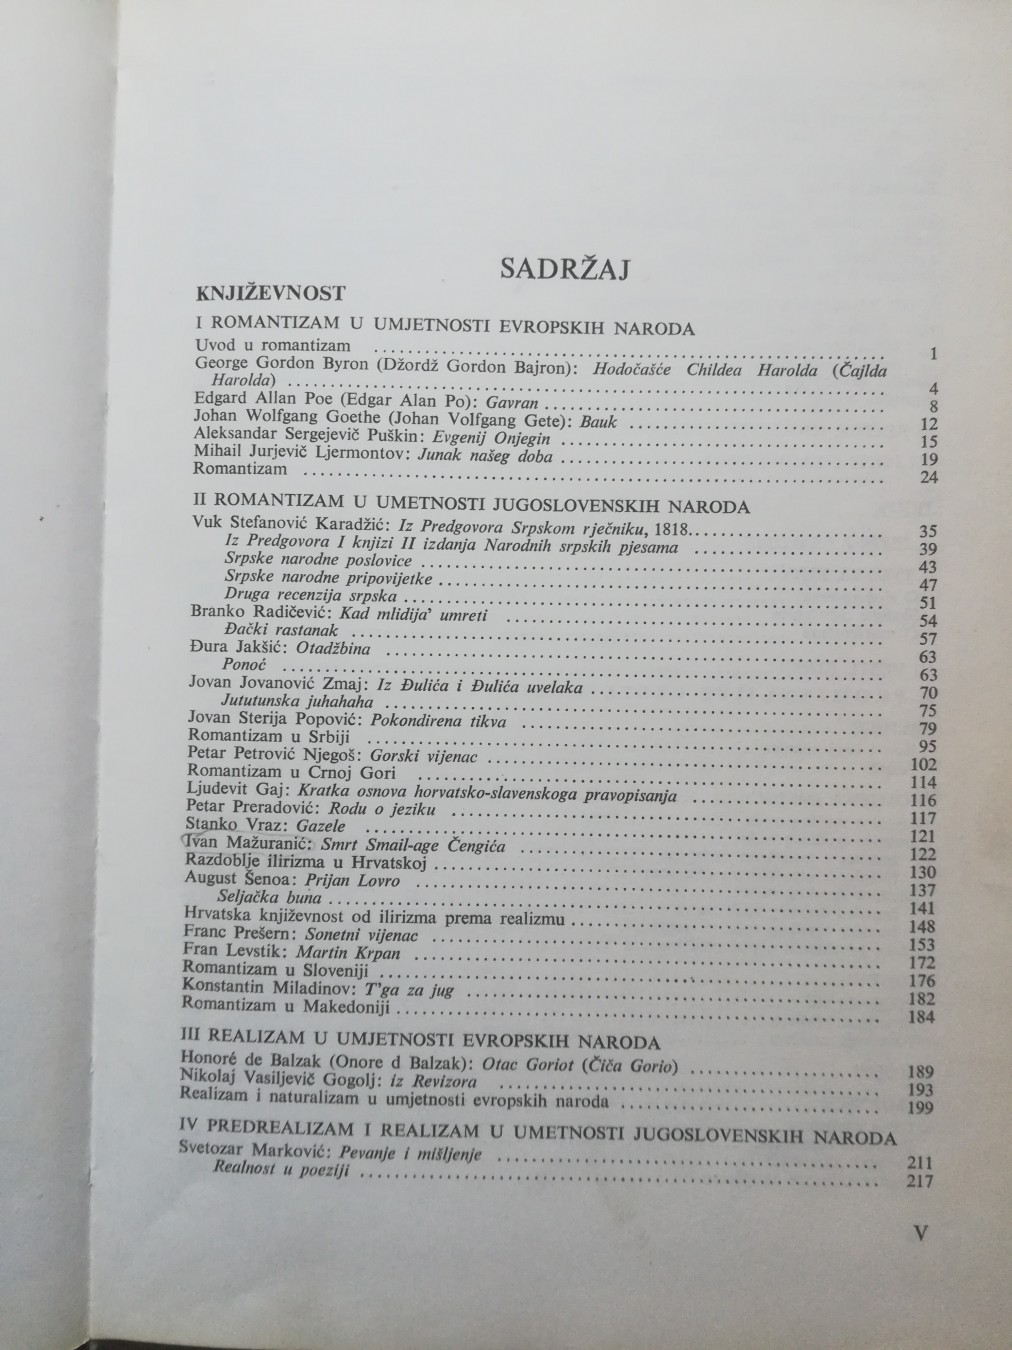 SADRŽAJ
KNJIŽEVNOST
I ROMANTIZAM U UMJETNOSTI EVROPSKIH NARODA
Uvod u romantizam ........ 1
George Gordon Byron (Džordž Gordon Bajron): Hodočašće Childea Harolda (Čajlda
Harolda) ........ 4
Edgard Allan Poe (Edgar Alan Po): Gavran ........ 8
Johan Wolfgang Goethe (Johan Volfgang Gete): Bauk ........ 12
Aleksandar Sergejevič Puškin: Evgenij Onjegin ........ 15
Mihail Jurjevič Ljermontov: Junak našeg doba ........ 19
Romantizam ........ 24
II ROMANTIZAM U UMETNOSTI JUGOSLOVENSKIH NARODA
Vuk Stefanović Karadžić: Iz Predgovora Srpskom rječniku, 1818. ........ 35
Iz Predgovora I knjizi II izdanja Narodnih srpskih pjesama ........ 39
Srpske narodne poslovice ........ 43
Srpske narodne pripovijetke ........ 47
Druga recenzija srpska ........ 51
Branko Radičević: Kad mlidija' umreti ........ 54
Đački rastanak ........ 57
Đura Jakšić: Otadžbina ........ 63
Ponoć ........ 63
Jovan Jovanović Zmaj: Iz Đulića i Đulića uvelaka ........ 70
Jututunska juhahaha ........ 75
Jovan Sterija Popović: Pokondirena tikva ........ 79
Romantizam u Srbiji ........ 95
Petar Petrović Njegoš: Gorski vijenac ........ 102
Romantizam u Crnoj Gori ........ 114
Ljudevit Gaj: Kratka osnova horvatsko-slavenskoga pravopisanja ........ 116
Petar Preradović: Rodu o jeziku ........ 117
Stanko Vraz: Gazele ........ 121
Ivan Mažuranić: Smrt Smail-age Čengića ........ 122
Razdoblje ilirizma u Hrvatskoj ........ 130
August Šenoa: Prijan Lovro ........ 137
Seljačka buna ........ 141
Hrvatska književnost od ilirizma prema realizmu ........ 148
Franc Prešern: Sonetni vijenac ........ 153
Fran Levstik: Martin Krpan ........ 172
Romantizam u Sloveniji ........ 176
Konstantin Miladinov: T'ga za jug ........ 182
Romantizam u Makedoniji ........ 184
III REALIZAM U UMJETNOSTI EVROPSKIH NARODA
Honoré de Balzak (Onore d Balzak): Otac Goriot (Čiča Gorio) ........ 189
Nikolaj Vasiljevič Gogolj: iz Revizora ........ 193
Realizam i naturalizam u umjetnosti evropskih naroda ........ 199
IV PREDREALIZAM I REALIZAM U UMETNOSTI JUGOSLOVENSKIH NARODA
Svetozar Marković: Pevanje i mišljenje ........ 211
Realnost u poeziji ........ 217
V